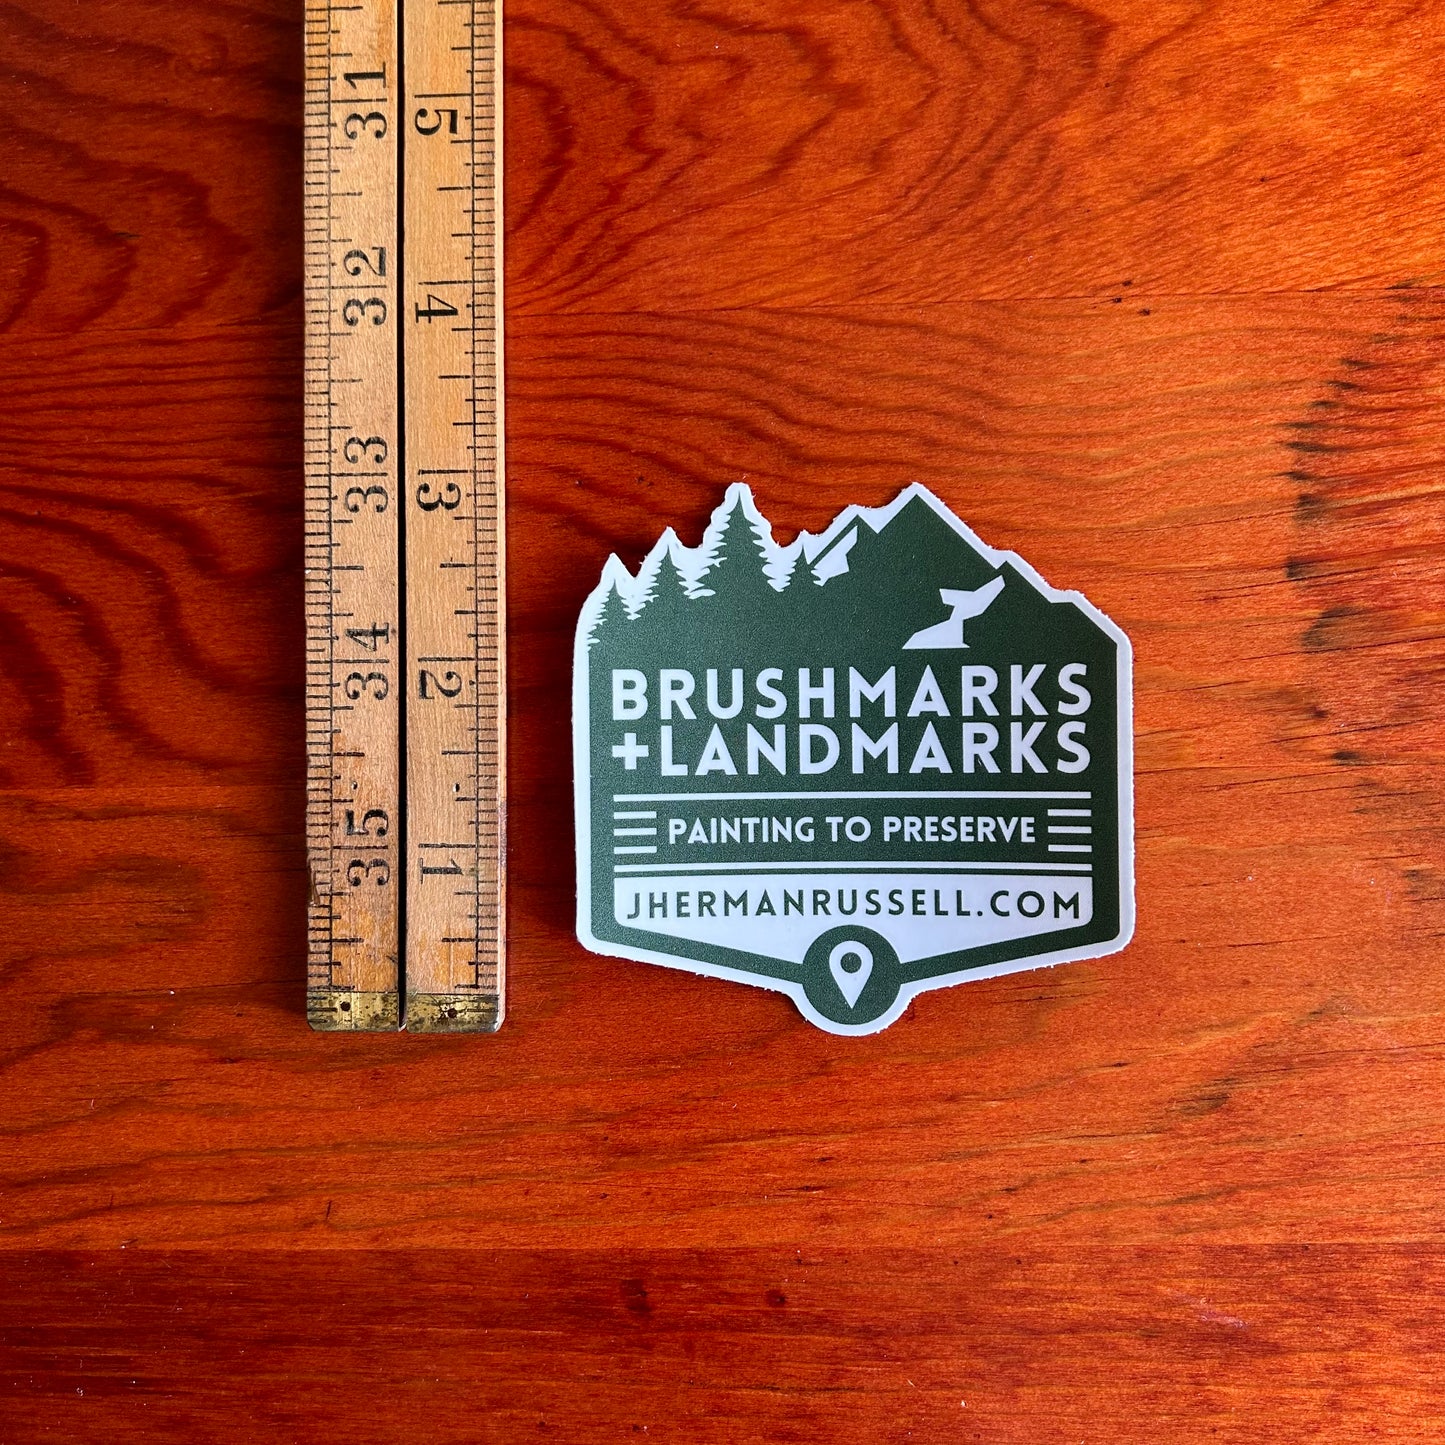 31
32
33
34
35
5
4
3
2
1
BRUSHMARKS
+LANDMARKS
PAINTING TO PRESERVE
JHERMANRUSSELL.COM